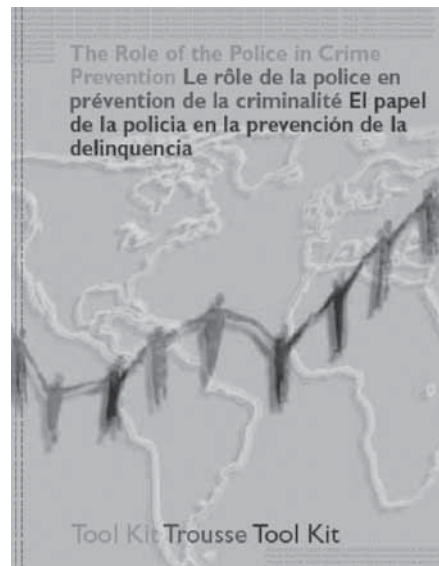 The Role of the Police in Crime
Prevention Le rôle de la police en
prévention de la criminalité El papel
de la policia en la prevención de la
delinquencia
Tool Kit Trousse Tool Kit